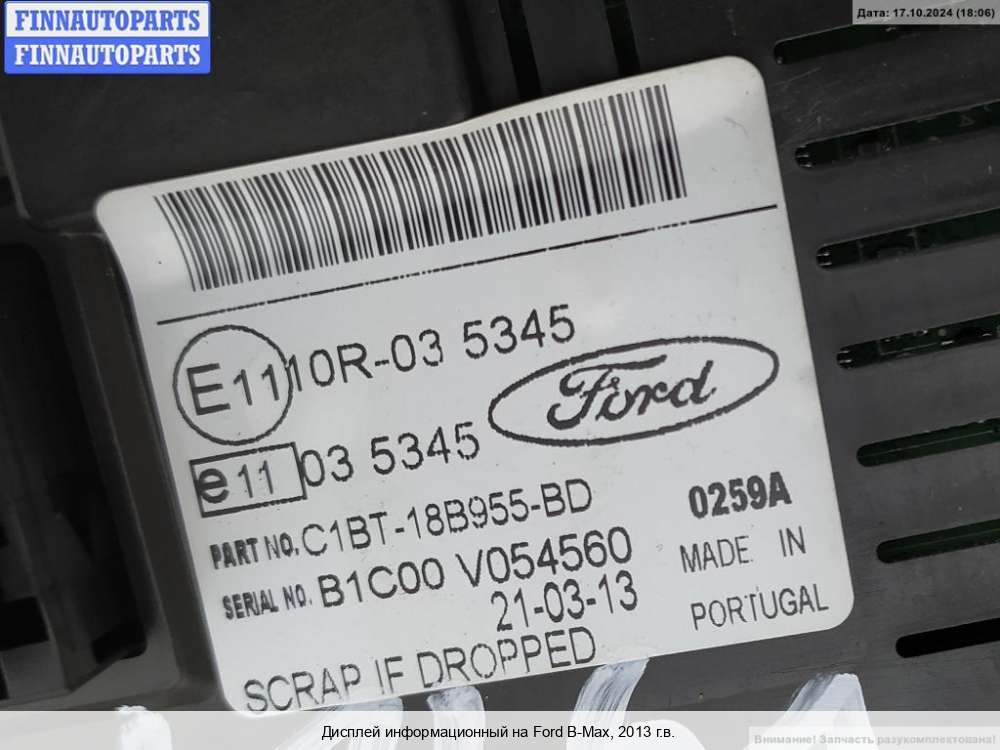 FINNAUTOPARTS
FINNAUTOPARTS
Дата: 17.10.2024 (18:06)
E11 10R-03 5345
Ford
e11 03 5345
PART NO. C1BT-18B955-BD
0259A
SERIAL NO. B1C00 V054560
MADE IN
21-03-13
PORTUGAL
SCRAP IF DROPPED
Дисплей информационный на Ford B-Max, 2013 г.в.
Внимание! Запчасть разукомплектована!